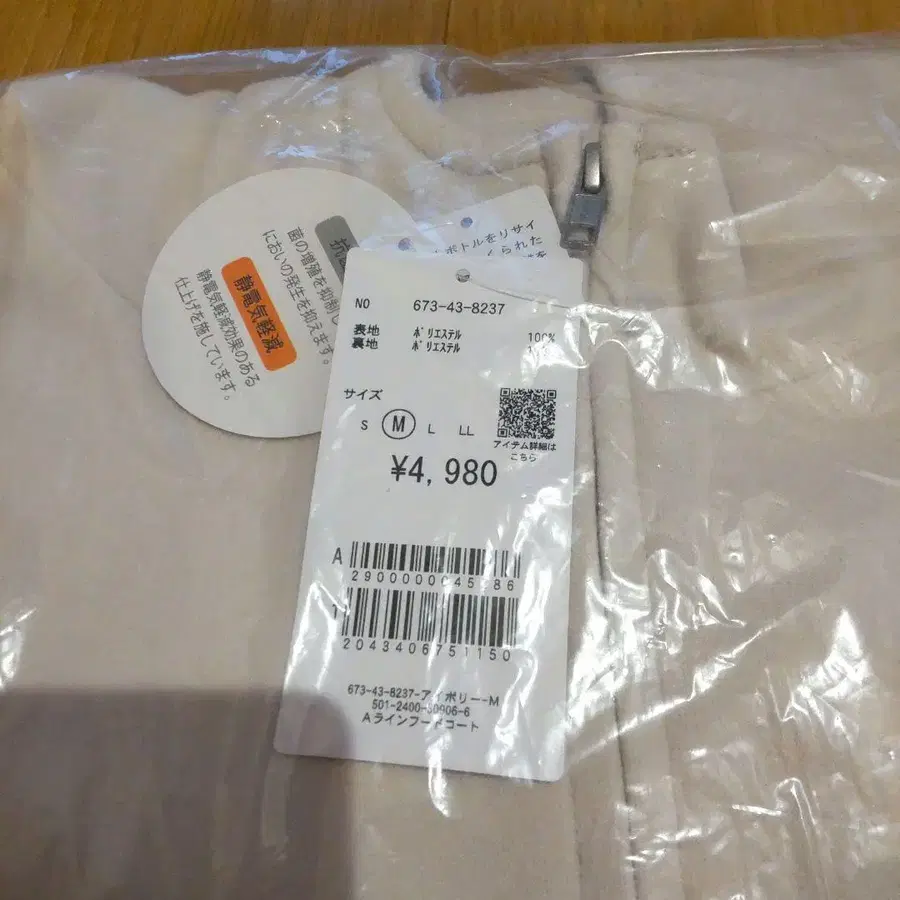 抗
菌の増殖を抑制し
においの発生を抑えます。
静電気軽減
静電気軽減効果のある
仕上げを施しています。
ボトルをリサイ
くられた
を
NO 673-43-8237
表地 ポリエステル 100%
裏地 ポリエステル
サイズ
S M L LL
アイテム詳細は
こちら
¥4,980
A
2043406751150
673-43-8237-アイボリー-M
501-2400-50906-6
Aラインフードコート